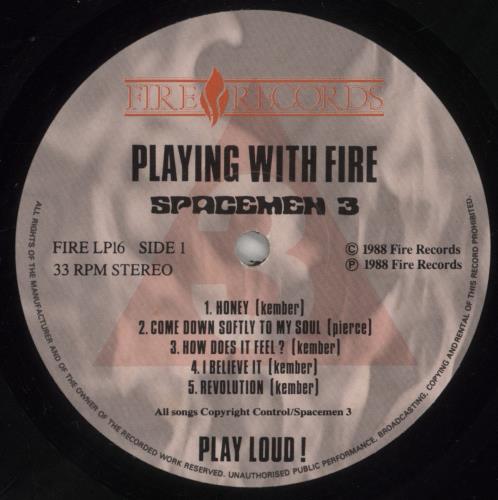 FIRE RECORDS
PLAYING WITH FIRE
SPACEMEN 3
FIRE LP16 SIDE 1
33 RPM STEREO
© 1988 Fire Records
℗ 1988 Fire Records
3
1. HONEY (kember)
2. COME DOWN SOFTLY TO MY SOUL (pierce)
3. HOW DOES IT FEEL? (kember)
4. I BELIEVE IT (kember)
5. REVOLUTION (kember)
All songs Copyright Control/Spacemen 3
PLAY LOUD!
ALL RIGHTS OF THE MANUFACTURER AND OF THE OWNER OF THE RECORDED WORK RESERVED. UNAUTHORISED PUBLIC PERFORMANCE, BROADCASTING, COPYING AND RENTAL OF THIS RECORD PROHIBITED.